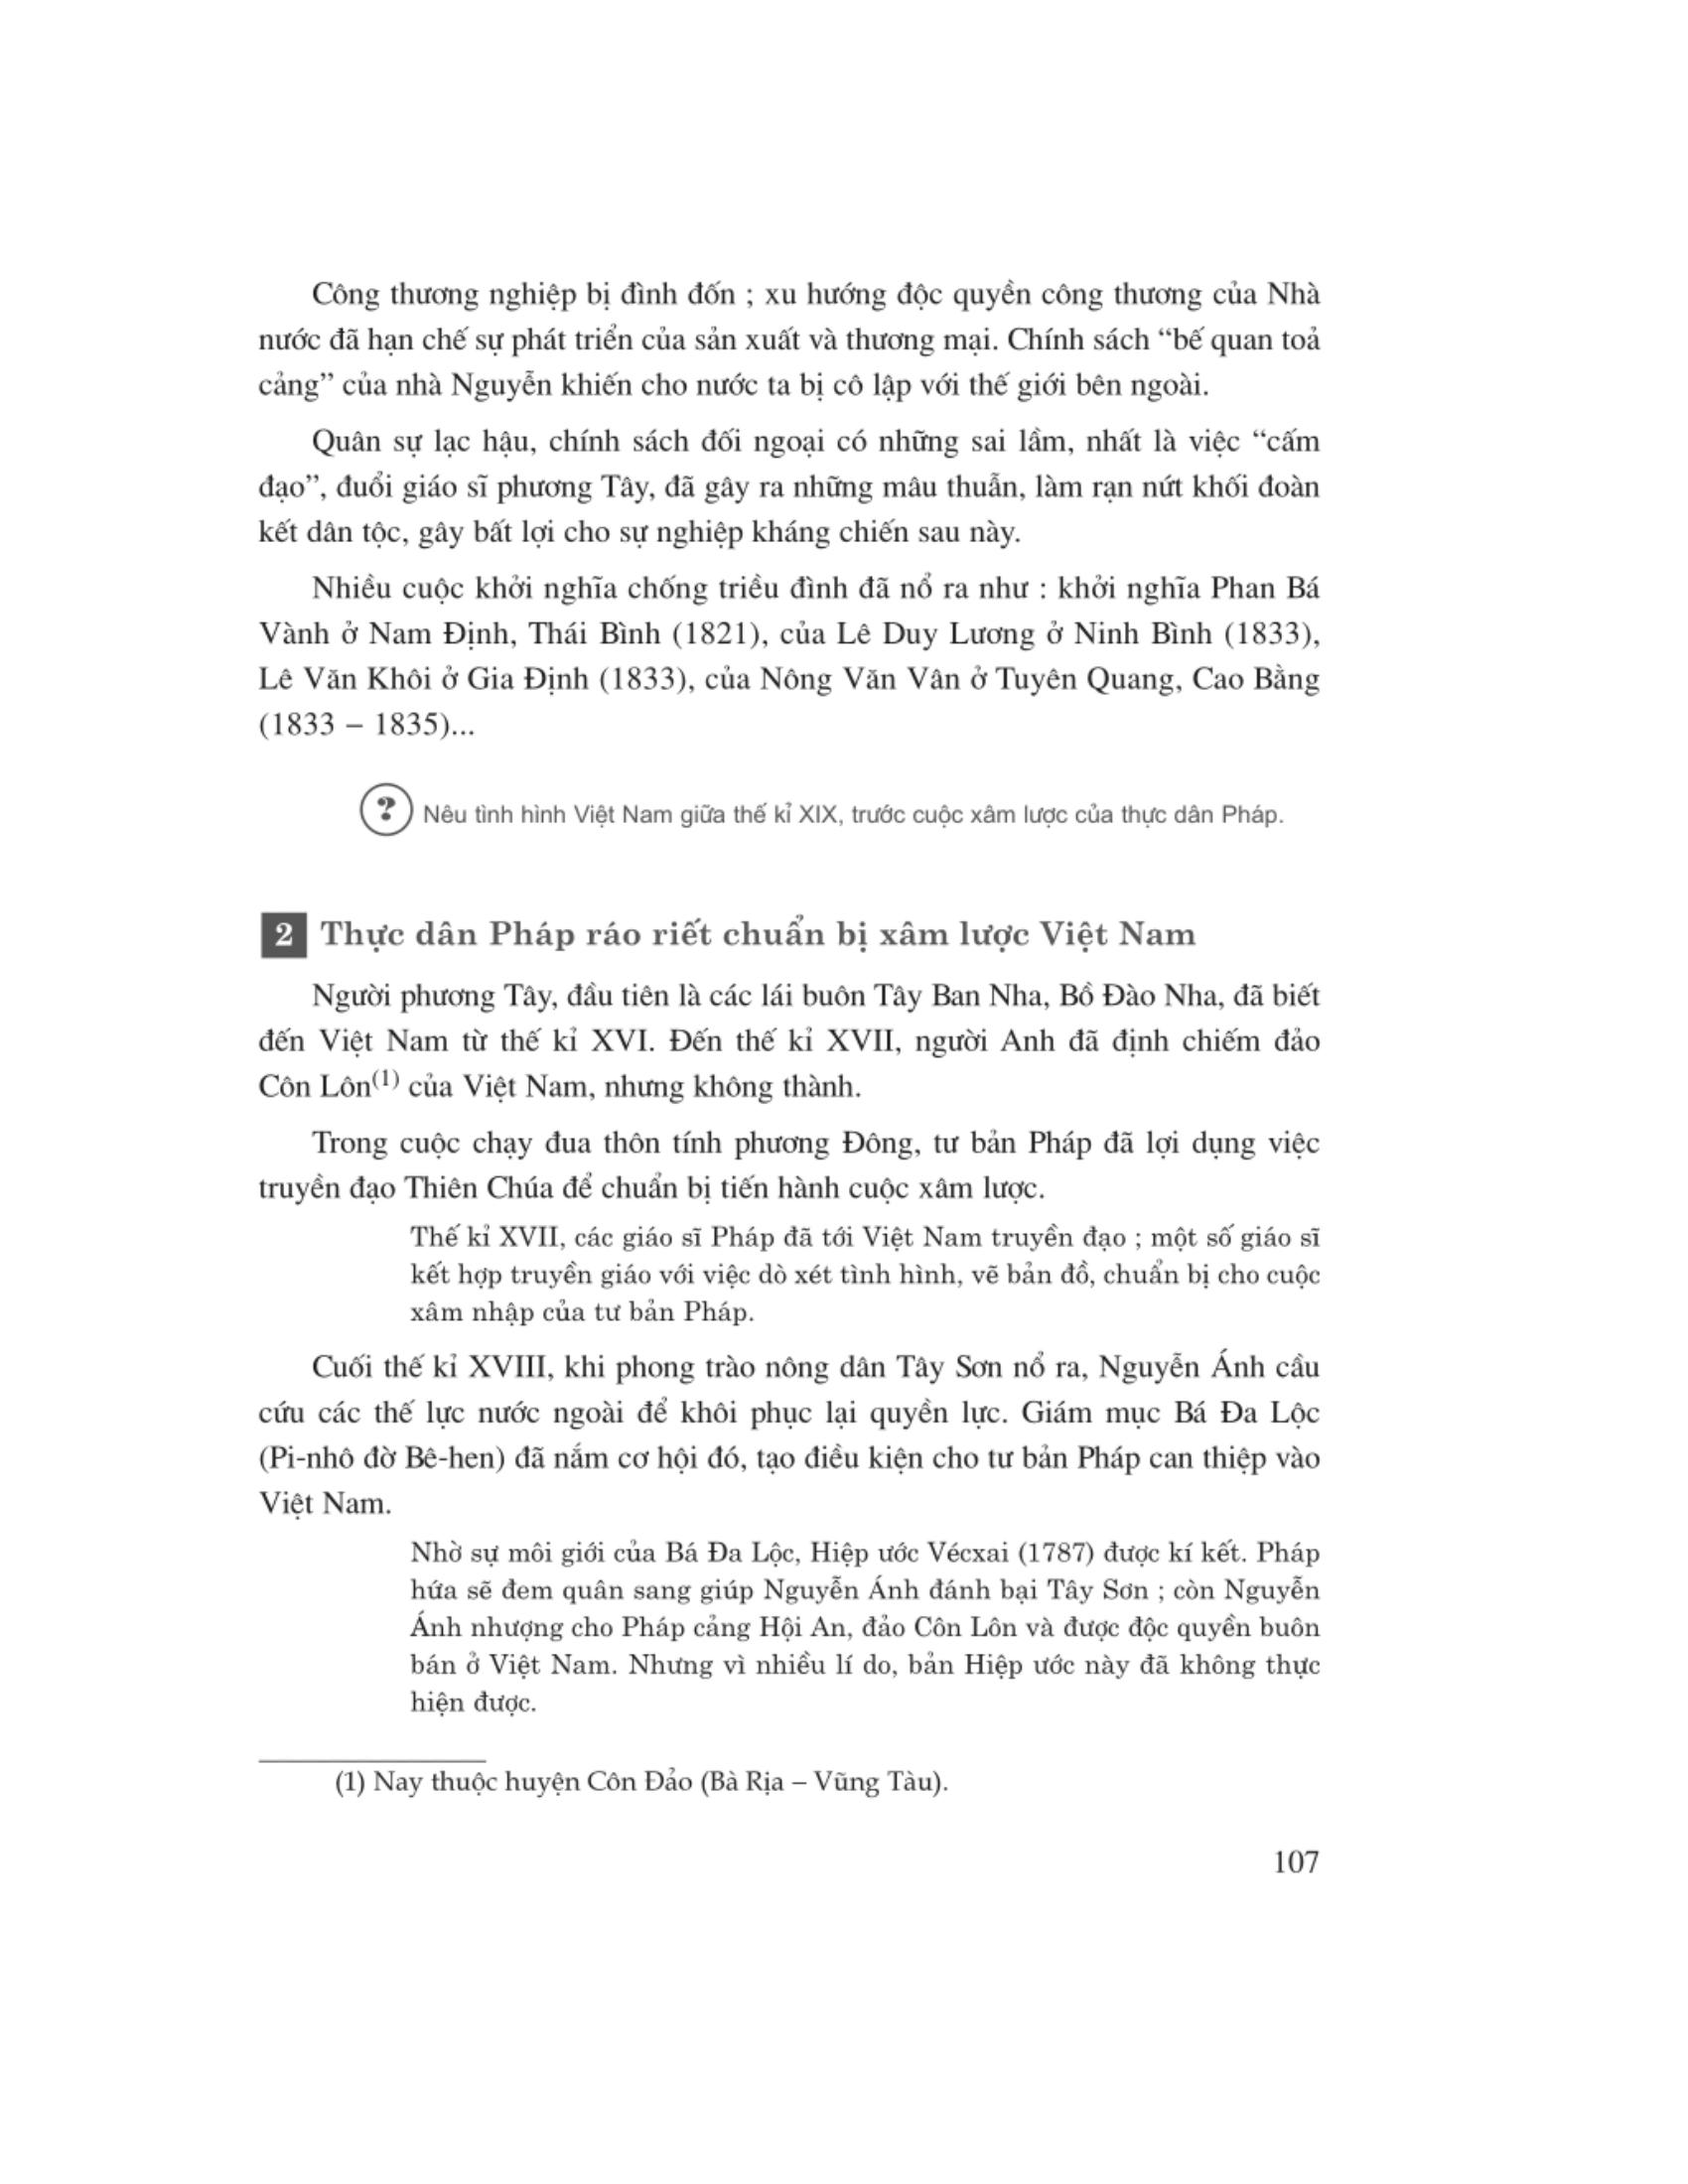 Công thương nghiệp bị đình đốn ; xu hướng độc quyền công thương của Nhà
nước đã hạn chế sự phát triển của sản xuất và thương mại. Chính sách “bế quan toả
cảng” của nhà Nguyễn khiến cho nước ta bị cô lập với thế giới bên ngoài.
Quân sự lạc hậu, chính sách đối ngoại có những sai lầm, nhất là việc “cấm
đạo”, đuổi giáo sĩ phương Tây, đã gây ra những mâu thuẫn, làm rạn nứt khối đoàn
kết dân tộc, gây bất lợi cho sự nghiệp kháng chiến sau này.
Nhiều cuộc khởi nghĩa chống triều đình đã nổ ra như : khởi nghĩa Phan Bá
Vành ở Nam Định, Thái Bình (1821), của Lê Duy Lương ở Ninh Bình (1833),
Lê Văn Khôi ở Gia Định (1833), của Nông Văn Vân ở Tuyên Quang, Cao Bằng
(1833 – 1835)...
? Nêu tình hình Việt Nam giữa thế kỉ XIX, trước cuộc xâm lược của thực dân Pháp.
2 Thực dân Pháp ráo riết chuẩn bị xâm lược Việt Nam
Người phương Tây, đầu tiên là các lái buôn Tây Ban Nha, Bồ Đào Nha, đã biết
đến Việt Nam từ thế kỉ XVI. Đến thế kỉ XVII, người Anh đã định chiếm đảo
Côn Lôn(1) của Việt Nam, nhưng không thành.
Trong cuộc chạy đua thôn tính phương Đông, tư bản Pháp đã lợi dụng việc
truyền đạo Thiên Chúa để chuẩn bị tiến hành cuộc xâm lược.
Thế kỉ XVII, các giáo sĩ Pháp đã tới Việt Nam truyền đạo ; một số giáo sĩ
kết hợp truyền giáo với việc dò xét tình hình, vẽ bản đồ, chuẩn bị cho cuộc
xâm nhập của tư bản Pháp.
Cuối thế kỉ XVIII, khi phong trào nông dân Tây Sơn nổ ra, Nguyễn Ánh cầu
cứu các thế lực nước ngoài để khôi phục lại quyền lực. Giám mục Bá Đa Lộc
(Pi-nhô đờ Bê-hen) đã nắm cơ hội đó, tạo điều kiện cho tư bản Pháp can thiệp vào
Việt Nam.
Nhờ sự môi giới của Bá Đa Lộc, Hiệp ước Vécxai (1787) được kí kết. Pháp
hứa sẽ đem quân sang giúp Nguyễn Ánh đánh bại Tây Sơn ; còn Nguyễn
Ánh nhượng cho Pháp cảng Hội An, đảo Côn Lôn và được độc quyền buôn
bán ở Việt Nam. Nhưng vì nhiều lí do, bản Hiệp ước này đã không thực
hiện được.
(1) Nay thuộc huyện Côn Đảo (Bà Rịa – Vũng Tàu).
107